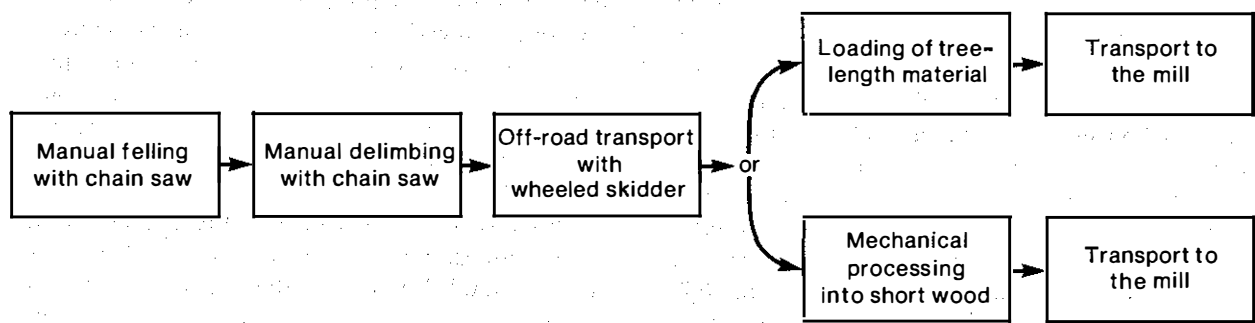 Manual felling
with chain saw
Manual delimbing
with chain saw
Off-road transport
with
wheeled skidder
or
Loading of tree-
length material
Transport to
the mill
Mechanical
processing
into short wood
Transport to
the mill